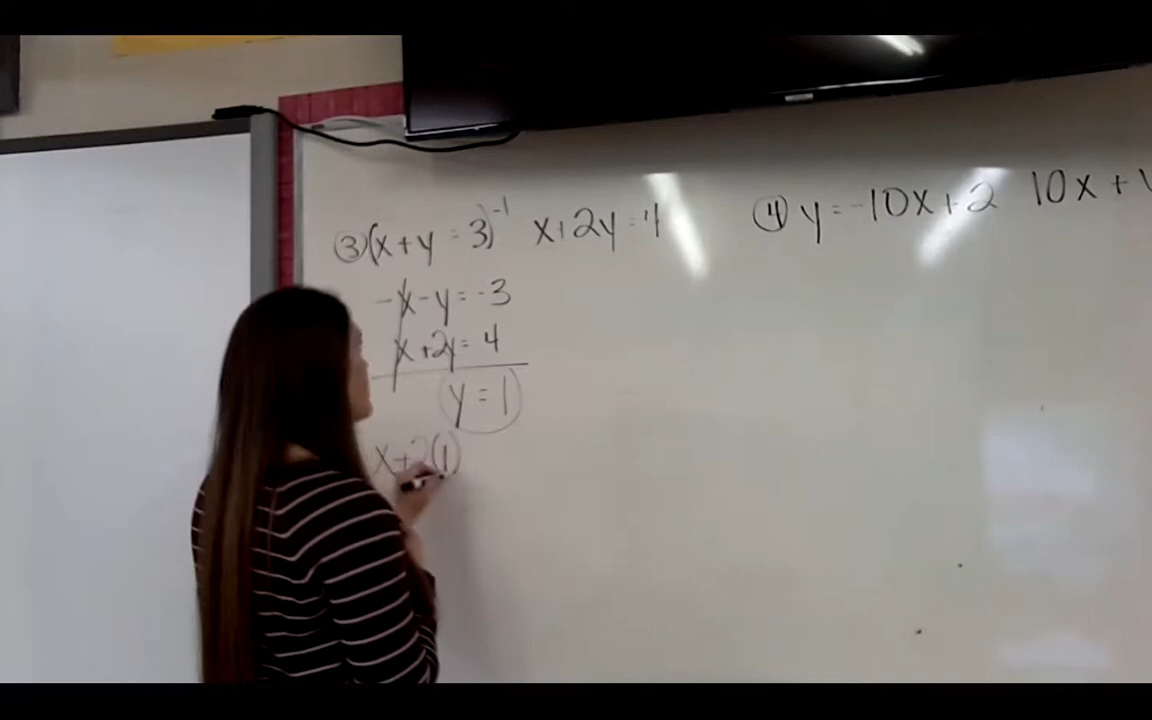 ③ (x+y=3)⁻¹ x+2y=4
-x-y=-3
x+2y=4
y=1
x+2(1)
④ y=-10x+2 10x+